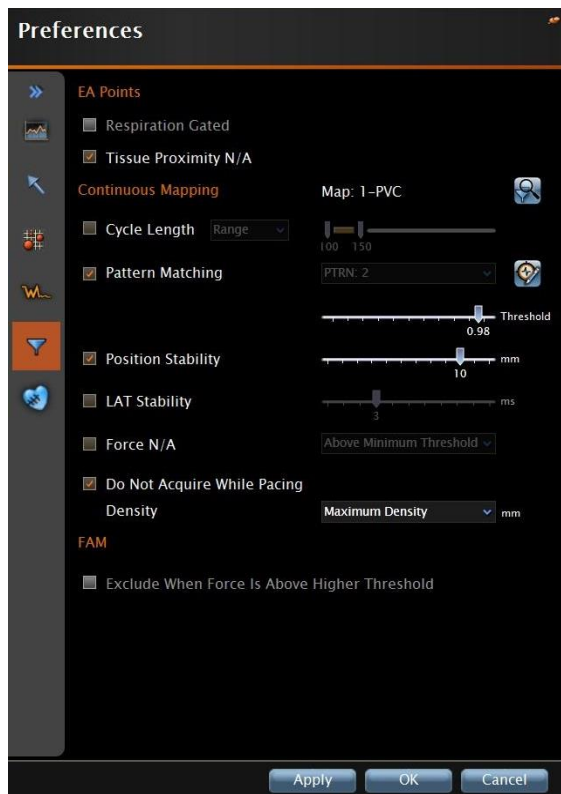 Preferences
EA Points
Respiration Gated
Tissue Proximity N/A
Continuous Mapping Map: 1-PVC
Cycle Length Range
100 150
Pattern Matching PTRN: 2
Threshold
0.98
Position Stability mm
10
LAT Stability ms
3
Force N/A Above Minimum Threshold
Do Not Acquire While Pacing
Density Maximum Density mm
FAM
Exclude When Force Is Above Higher Threshold
Apply OK Cancel